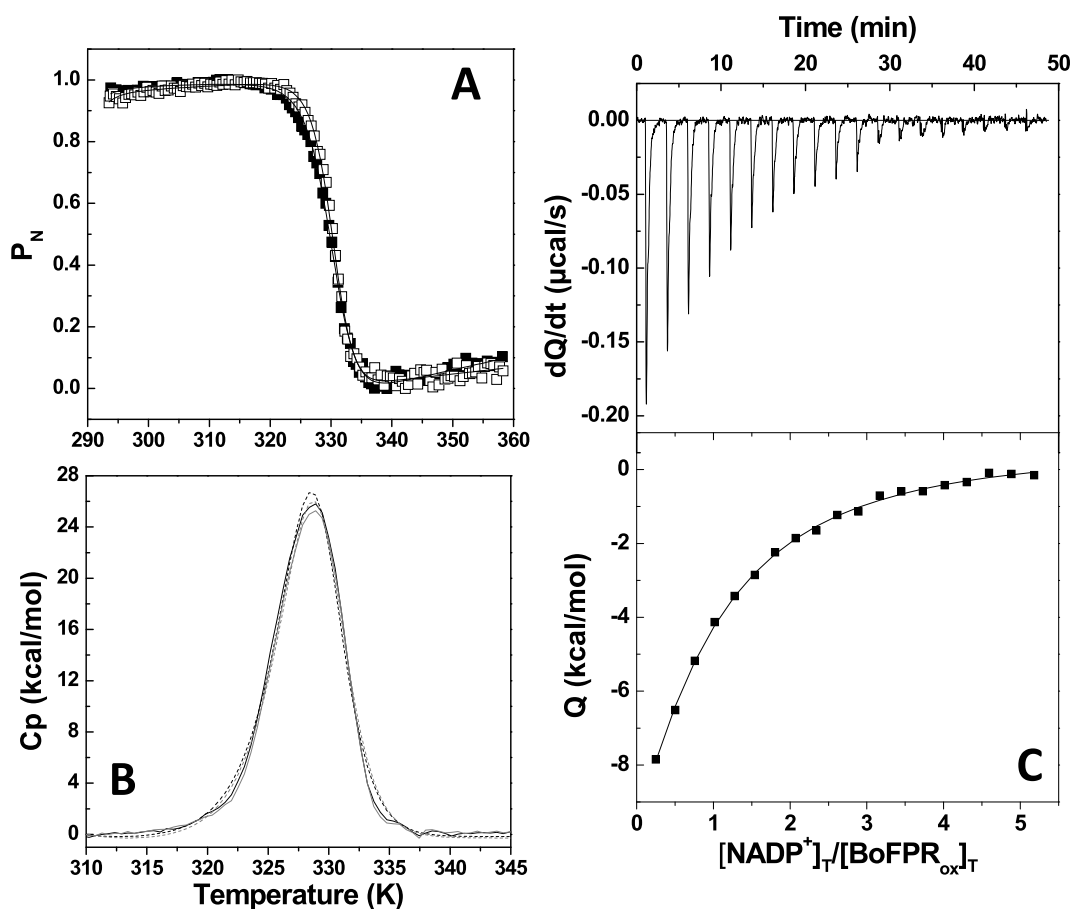 A
P_N
1.0
0.8
0.6
0.4
0.2
0.0
290 300 310 320 330 340 350 360
B
Cp (kcal/mol)
28
24
20
16
12
8
4
0
310 315 320 325 330 335 340 345
Temperature (K)
Time (min)
0 10 20 30 40 50
dQ/dt (µcal/s)
0.00
-0.05
-0.10
-0.15
-0.20
Q (kcal/mol)
0
-2
-4
-6
-8
C
0 1 2 3 4 5
[NADP⁺]_T/[BoFPR_ox]_T